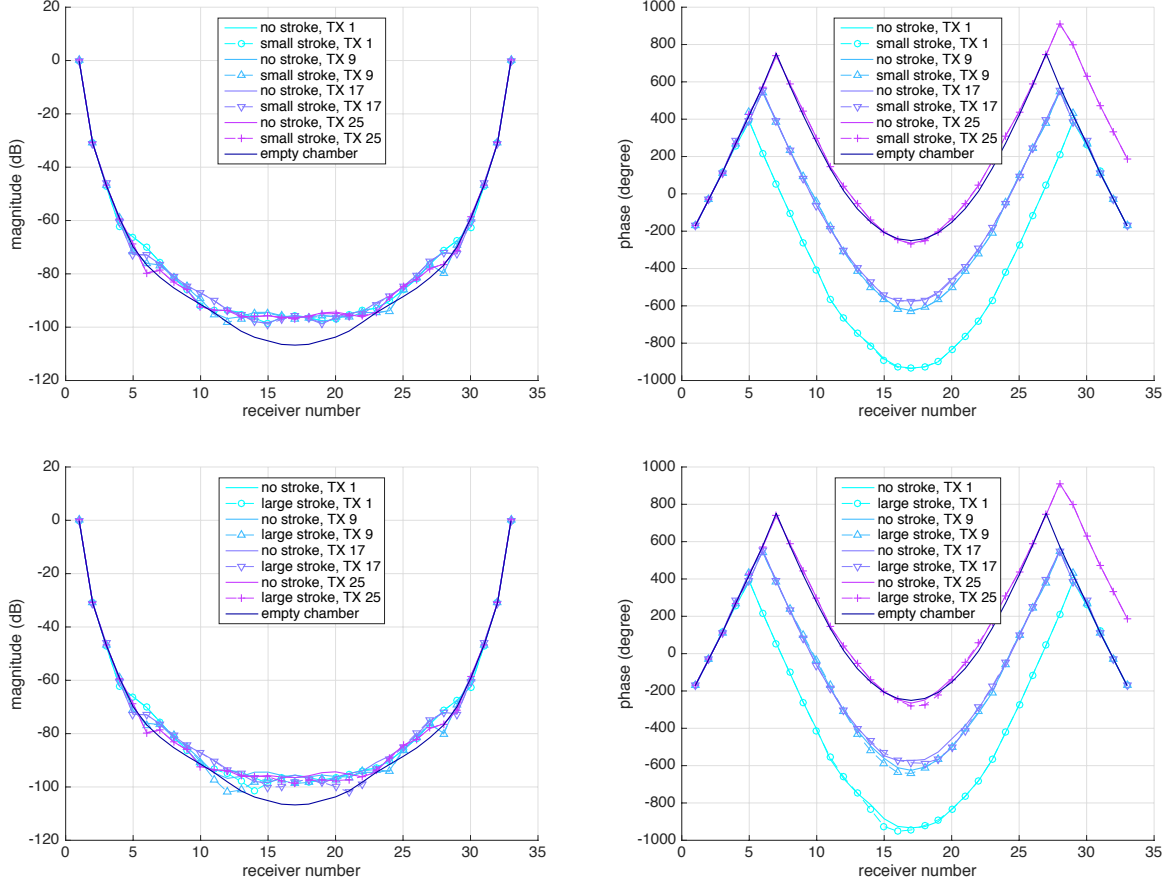 20
0
-20
-40
-60
-80
-100
-120
magnitude (dB)
0 5 10 15 20 25 30 35
receiver number
no stroke, TX 1
small stroke, TX 1
no stroke, TX 9
small stroke, TX 9
no stroke, TX 17
small stroke, TX 17
no stroke, TX 25
small stroke, TX 25
empty chamber
1000
800
600
400
200
0
-200
-400
-600
-800
-1000
phase (degree)
0 5 10 15 20 25 30 35
receiver number
no stroke, TX 1
small stroke, TX 1
no stroke, TX 9
small stroke, TX 9
no stroke, TX 17
small stroke, TX 17
no stroke, TX 25
small stroke, TX 25
empty chamber
20
0
-20
-40
-60
-80
-100
-120
magnitude (dB)
0 5 10 15 20 25 30 35
receiver number
no stroke, TX 1
large stroke, TX 1
no stroke, TX 9
large stroke, TX 9
no stroke, TX 17
large stroke, TX 17
no stroke, TX 25
large stroke, TX 25
empty chamber
1000
800
600
400
200
0
-200
-400
-600
-800
-1000
phase (degree)
0 5 10 15 20 25 30 35
receiver number
no stroke, TX 1
large stroke, TX 1
no stroke, TX 9
large stroke, TX 9
no stroke, TX 17
large stroke, TX 17
no stroke, TX 25
large stroke, TX 25
empty chamber